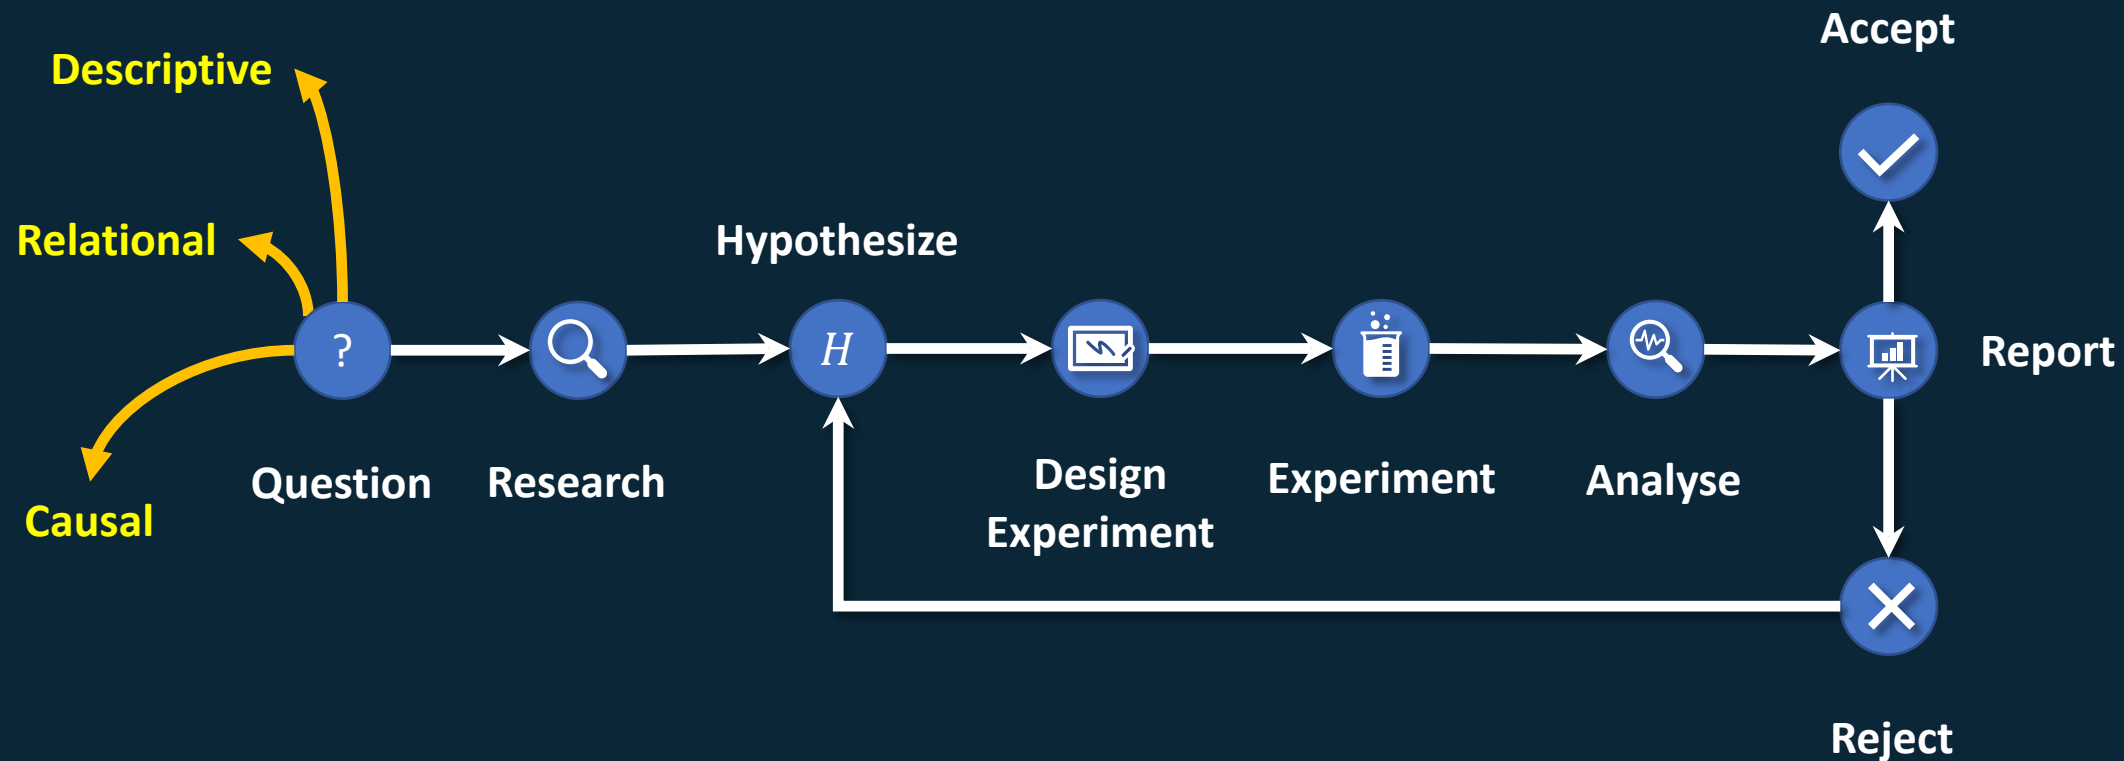 Accept
Descriptive
Relational
Hypothesize
?
H
Report
Question
Research
Design
Experiment
Experiment
Analyse
Causal
Reject